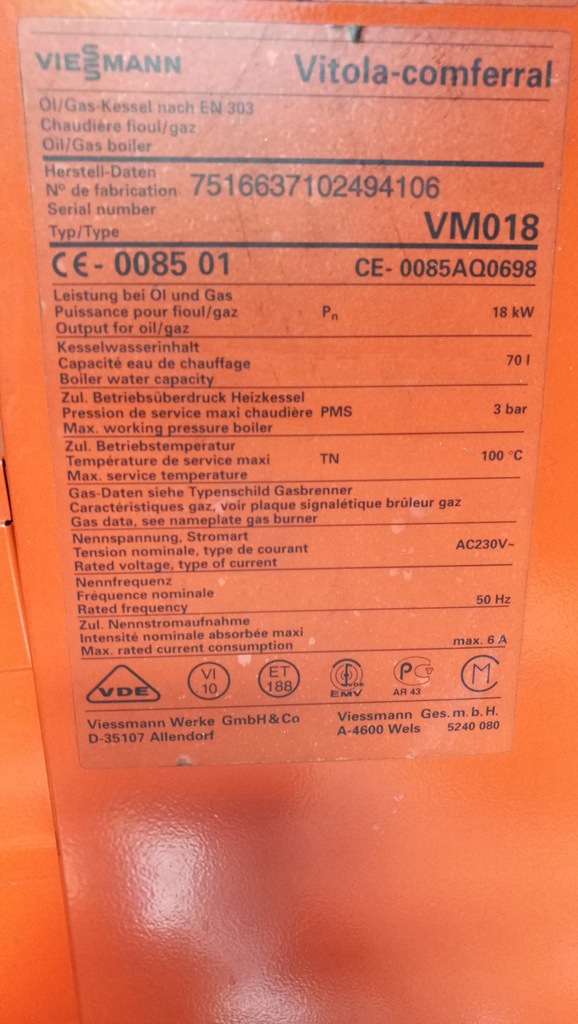 VIESSMANN Vitola-comferral
Öl/Gas-Kessel nach EN 303
Chaudière fioul/gaz
Oil/Gas boiler
Herstell-Daten
N° de fabrication 7516637102494106
Serial number
Typ/Type VM018
CE - 0085 01 CE- 0085AQ0698
Leistung bei Öl und Gas
Puissance pour fioul/gaz Pn 18 kW
Output for oil/gaz
Kesselwasserinhalt
Capacité eau de chauffage 70 l
Boiler water capacity
Zul. Betriebsüberdruck Heizkessel
Pression de service maxi chaudière PMS 3 bar
Max. working pressure boiler
Zul. Betriebstemperatur
Température de service maxi TN 100 °C
Max. service temperature
Gas-Daten siehe Typenschild Gasbrenner
Caractéristiques gaz, voir plaque signalétique brûleur gaz
Gas data, see nameplate gas burner
Nennspannung, Stromart
Tension nominale, type de courant AC230V~
Rated voltage, type of current
Nennfrequenz
Fréquence nominale
Rated frequency 50 Hz
Zul. Nennstromaufnahme
Intensité nominale absorbée maxi
Max. rated current consumption max. 6 A
VDE
VI
10
ET
188
VDE
EMV
PCT
AR 43
M
Viessmann Werke GmbH & Co Viessmann Ges. m. b. H.
D-35107 Allendorf A-4600 Wels 5240 080